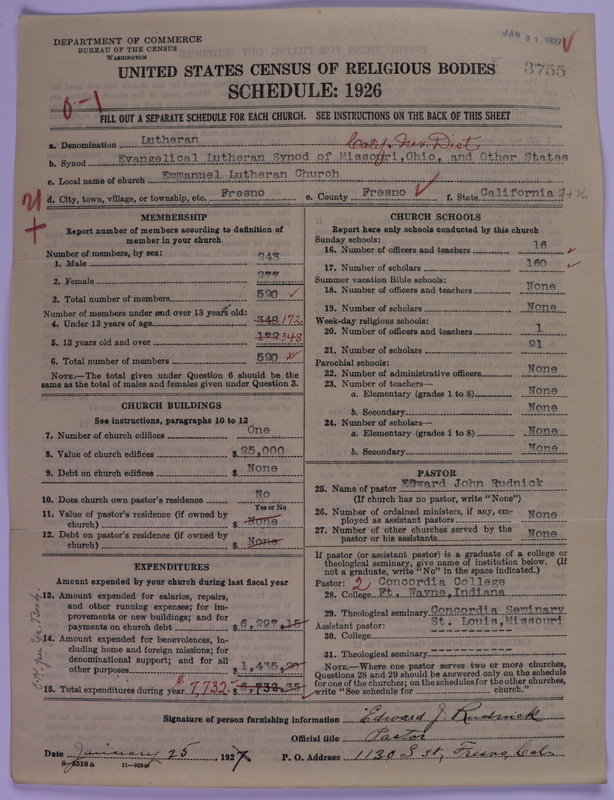 DEPARTMENT OF COMMERCE
BUREAU OF THE CENSUS
WASHINGTON
JAN 31 1927
3755
UNITED STATES CENSUS OF RELIGIOUS BODIES
SCHEDULE: 1926
0-1
FILL OUT A SEPARATE SCHEDULE FOR EACH CHURCH. SEE INSTRUCTIONS ON THE BACK OF THIS SHEET
a. Denomination Lutheran Calif. Nev. Dist
b. Synod Evangelical Lutheran Synod of Missouri, Ohio, and Other States
c. Local name of church Emmanuel Lutheran Church
d. City, town, village, or township, etc. Fresno e. County Fresno f. State California
MEMBERSHIP
Report number of members according to definition of
member in your church
Number of members, by sex:
1. Male 243
2. Female 277
3. Total number of members 520
Number of members under and over 13 years old:
4. Under 13 years of age 348 172
5. 13 years old and over 172 348
6. Total number of members 520
NOTE.—The total given under Question 6 should be the
same as the total of males and females given under Question 3.
CHURCH BUILDINGS
See instructions, paragraphs 10 to 12
7. Number of church edifices One
8. Value of church edifices $ 25,000
9. Debt on church edifices None
10. Does church own pastor's residence No
Yes or No
11. Value of pastor's residence (if owned by
church) $ None
12. Debt on pastor's residence (if owned by
church) $ None
EXPENDITURES
Amount expended by your church during last fiscal year
13. Amount expended for salaries, repairs,
and other running expenses; for im-
provements or new buildings; and for
payments on church debt $ 6,297.15
14. Amount expended for benevolences, in-
cluding home and foreign missions; for
denominational support; and for all
other purposes $ 1,435.20
15. Total expenditures during year $7,732.
CHURCH SCHOOLS
Report here only schools conducted by this church
Sunday schools:
16. Number of officers and teachers 16
17. Number of scholars 160
Summer vacation Bible schools:
18. Number of officers and teachers None
19. Number of scholars None
Week-day religious schools:
20. Number of officers and teachers 1
21. Number of scholars 21
Parochial schools:
22. Number of administrative officers None
23. Number of teachers—
a. Elementary (grades 1 to 8) None
b. Secondary None
24. Number of scholars—
a. Elementary (grades 1 to 8) None
b. Secondary None
PASTOR
25. Name of pastor Edward John Rudnick
(If church has no pastor, write "None")
26. Number of ordained ministers, if any, em-
ployed as assistant pastors None
27. Number of other churches served by the
pastor or his assistants None
If pastor (or assistant pastor) is a graduate of a college or
theological seminary, give name of institution below. (If
not a graduate, write "No" in the space indicated.)
Pastor: 2 Concordia College
28. College Ft. Wayne, Indiana
29. Theological seminary Concordia Seminary
Assistant pastor: St. Louis, Missouri
30. College
31. Theological seminary
NOTE.—Where one pastor serves two or more churches,
Questions 28 and 29 should be answered only on the schedule
for one of the churches; on the schedules for the other churches,
write "See schedule for church."
Signature of person furnishing information Edward J. Rudnick
Official title Pastor
Date January 25, 1927 P. O. Address 1130 S St, Fresno, Cal.
8-3518a